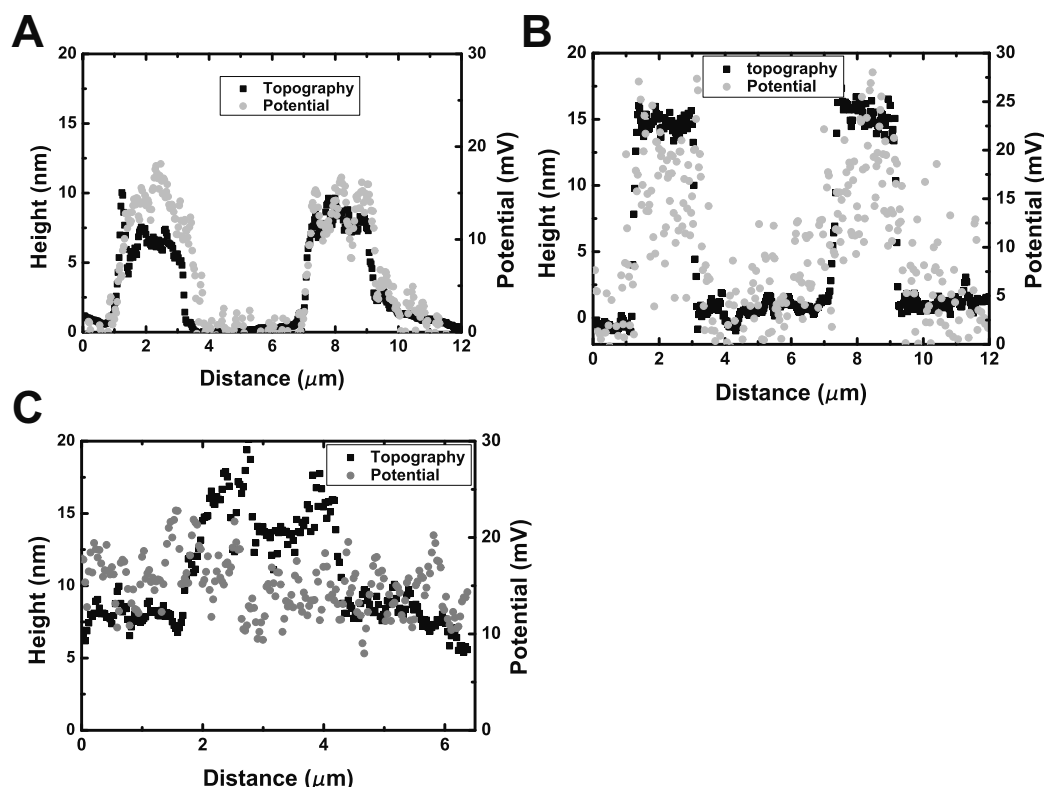 A
20
15
10
5
0
30
20
10
0
Height (nm)
Potential (mV)
Topography
Potential
0 2 4 6 8 10 12
Distance (μm)
B
20
15
10
5
0
30
25
20
15
10
5
0
Height (nm)
Potential (mV)
topography
Potential
0 2 4 6 8 10 12
Distance (μm)
C
20
15
10
5
0
30
20
10
0
Height (nm)
Potential (mV)
Topography
Potential
0 2 4 6
Distance (μm)